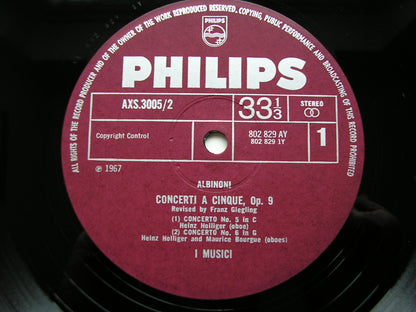 ALL RIGHTS OF THE RECORD PRODUCER AND OF THE OWNER OF THE WORK REPRODUCED RESERVED, COPYING, PUBLIC PERFORMANCE AND BROADCASTING OF THIS RECORD PROHIBITED
PHILIPS
PHILIPS
AXS.3005/2
33 1/3
STEREO
Copyright Control
802 829 AY
802 829 1Y
1
℗ 1967
ALBINONI
CONCERTI A CINQUE, Op. 9
Revised by Franz Giegling
(1) CONCERTO No. 5 in C
Heinz Holliger (oboe)
(2) CONCERTO No. 6 in G
Heinz Holliger and Maurice Bourgue (oboes)
I MUSICI